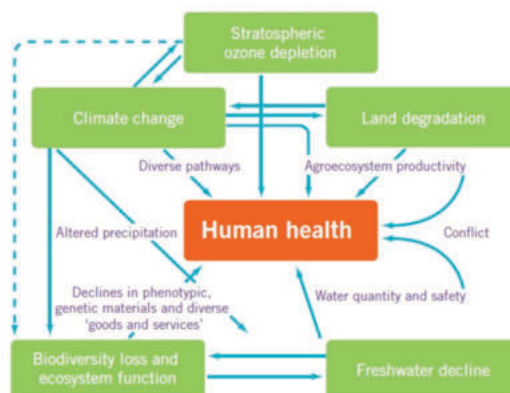 Stratospheric
ozone depletion
Climate change
Land degradation
Diverse pathways
Agroecosystem productivity
Human health
Altered precipitation
Conflict
Declines in phenotypic,
genetic materials and diverse
'goods and services'
Water quantity and safety
Biodiversity loss and
ecosystem function
Freshwater decline